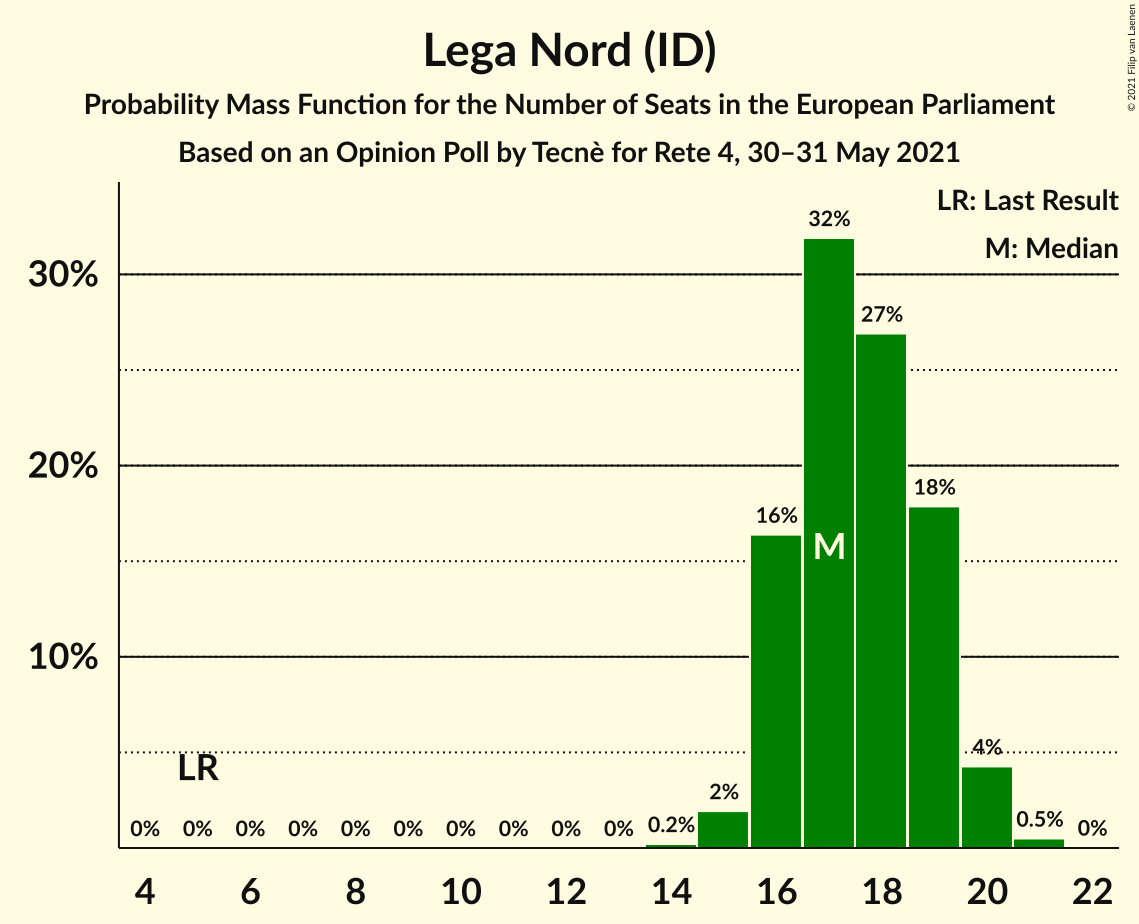 Lega Nord (ID)
Probability Mass Function for the Number of Seats in the European Parliament
Based on an Opinion Poll by Tecnè for Rete 4, 30–31 May 2021
© 2021 Filip van Laenen
LR: Last Result
M: Median
30%
20%
10%
0% 0% 0% 0% 0% 0% 0% 0% 0% 0% 0.2% 2% 16% 32% 27% 18% 4% 0.5% 0%
LR
M
4 6 8 10 12 14 16 18 20 22